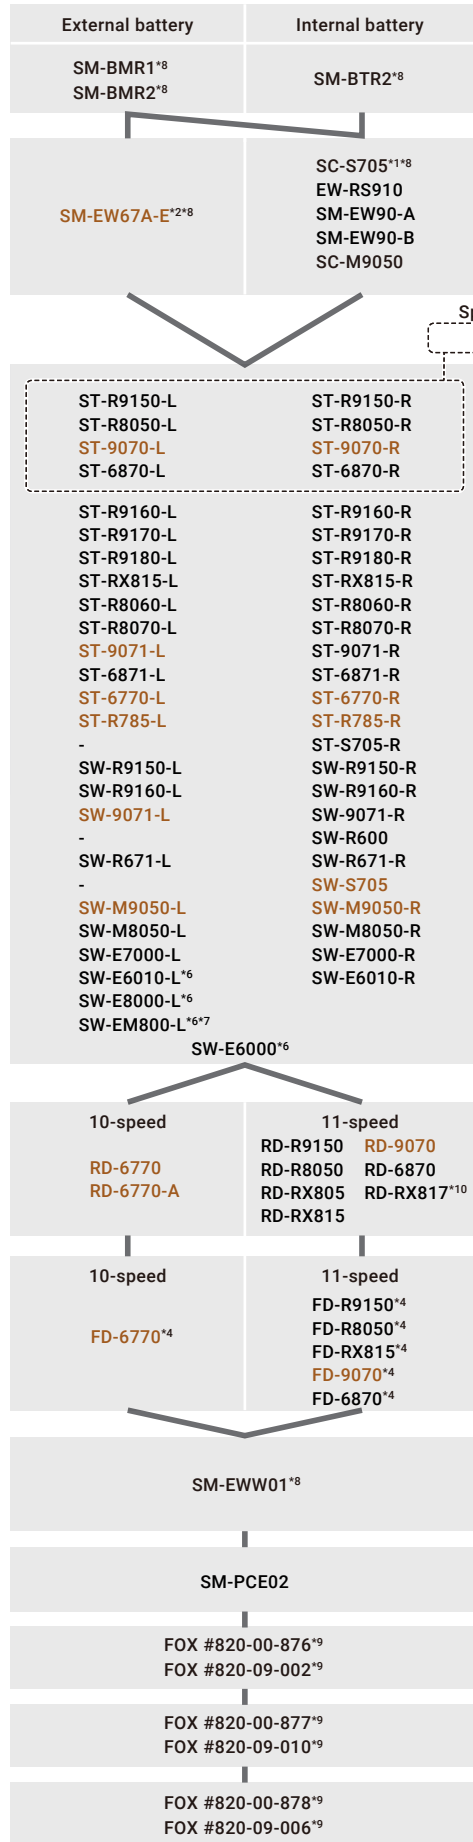 External battery
Internal battery
SM-BMR1*8
SM-BMR2*8
SM-BTR2*8
SM-EW67A-E*2*8
SC-S705*1*8
EW-RS910
SM-EW90-A
SM-EW90-B
SC-M9050
ST-R9150-L ST-R9150-R
ST-R8050-L ST-R8050-R
ST-9070-L ST-9070-R
ST-6870-L ST-6870-R
ST-R9160-L ST-R9160-R
ST-R9170-L ST-R9170-R
ST-R9180-L ST-R9180-R
ST-RX815-L ST-RX815-R
ST-R8060-L ST-R8060-R
ST-R8070-L ST-R8070-R
ST-9071-L ST-9071-R
ST-6871-L ST-6871-R
ST-6770-L ST-6770-R
ST-R785-L ST-R785-R
- ST-S705-R
SW-R9150-L SW-R9150-R
SW-R9160-L SW-R9160-R
SW-9071-L SW-9071-R
- SW-R600
SW-R671-L SW-R671-R
- SW-S705
SW-M9050-L SW-M9050-R
SW-M8050-L SW-M8050-R
SW-E7000-L SW-E7000-R
SW-E6010-L*6 SW-E6010-R
SW-E8000-L*6
SW-EM800-L*6*7
SW-E6000*6
10-speed
RD-6770
RD-6770-A
11-speed
RD-R9150 RD-9070
RD-R8050 RD-6870
RD-RX805 RD-RX817*10
RD-RX815
10-speed
FD-6770*4
11-speed
FD-R9150*4
FD-R8050*4
FD-RX815*4
FD-9070*4
FD-6870*4
SM-EWW01*8
SM-PCE02
FOX #820-00-876*9
FOX #820-09-002*9
FOX #820-00-877*9
FOX #820-09-010*9
FOX #820-00-878*9
FOX #820-09-006*9